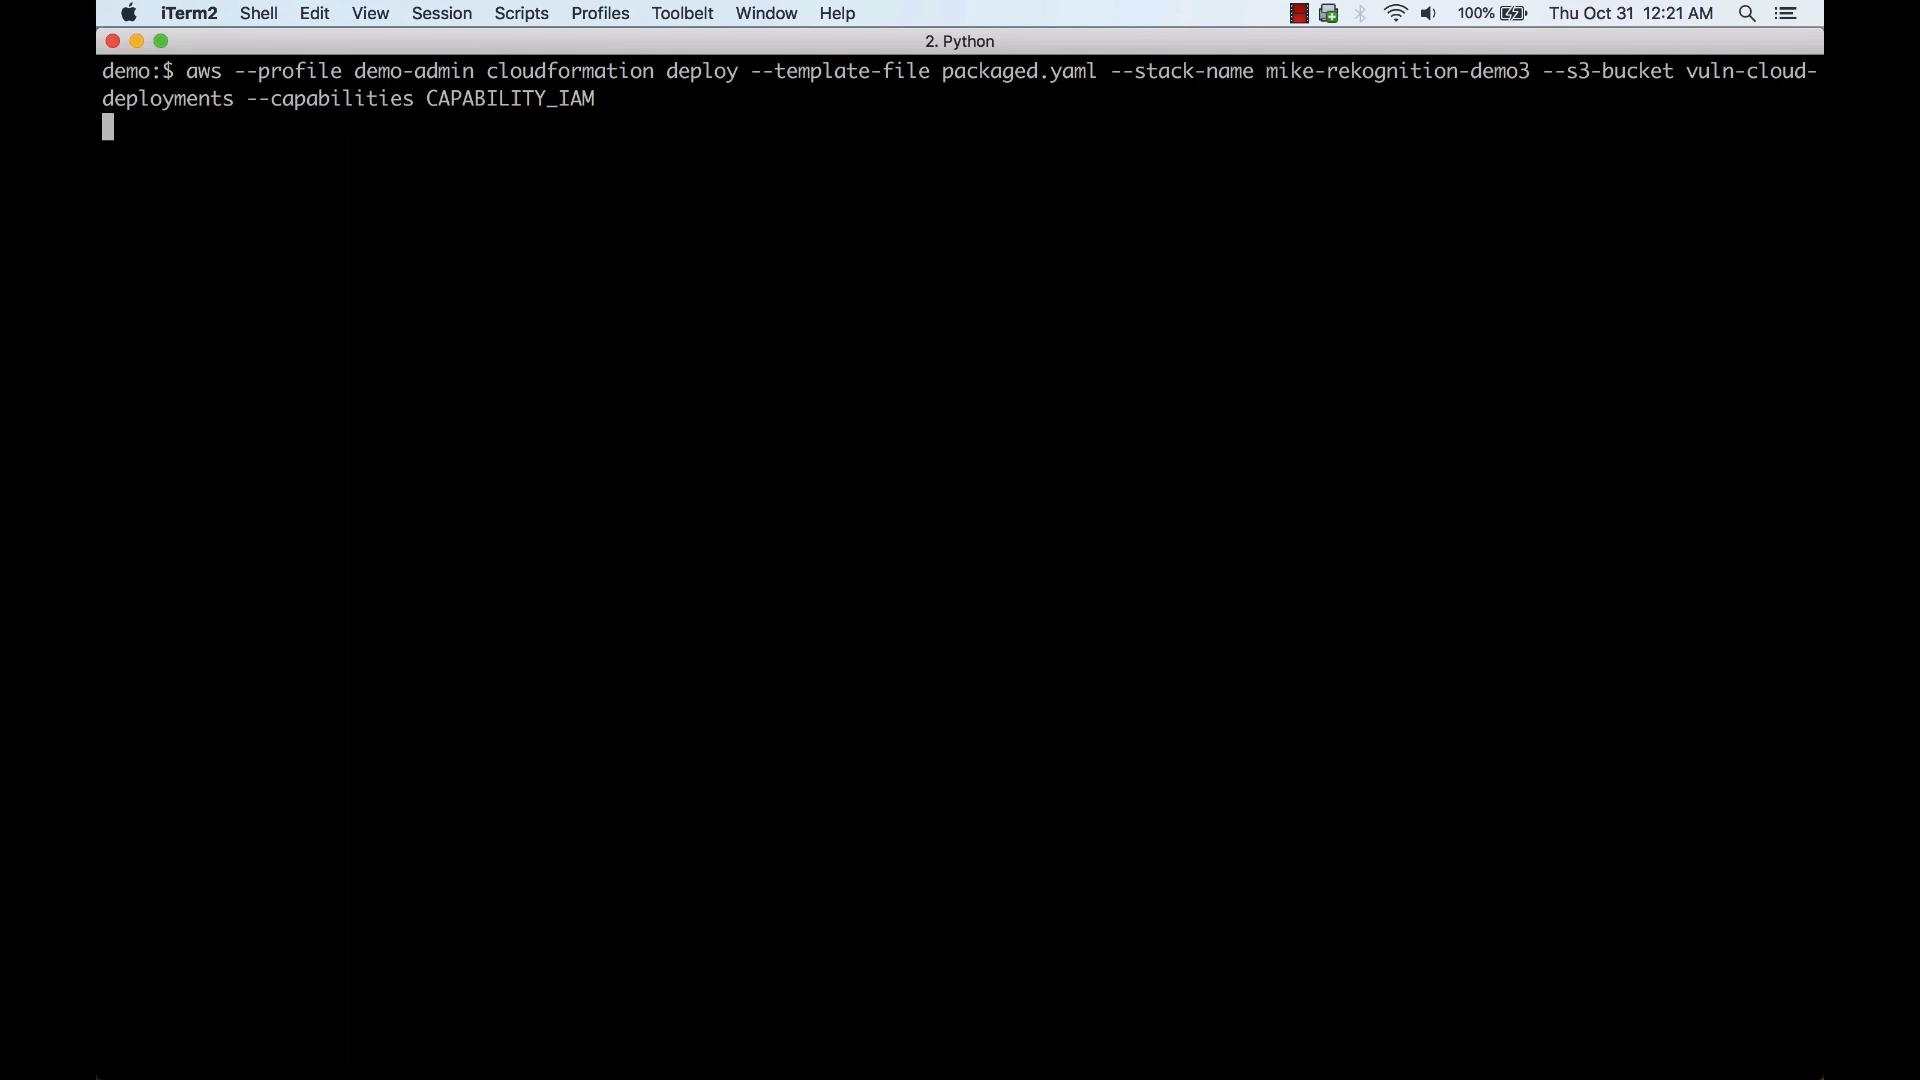 iTerm2 Shell Edit View Session Scripts Profiles Toolbelt Window Help 100% Thu Oct 31 12:21 AM
2. Python
demo:$ aws --profile demo-admin cloudformation deploy --template-file packaged.yaml --stack-name mike-rekognition-demo3 --s3-bucket vuln-cloud-
deployments --capabilities CAPABILITY_IAM